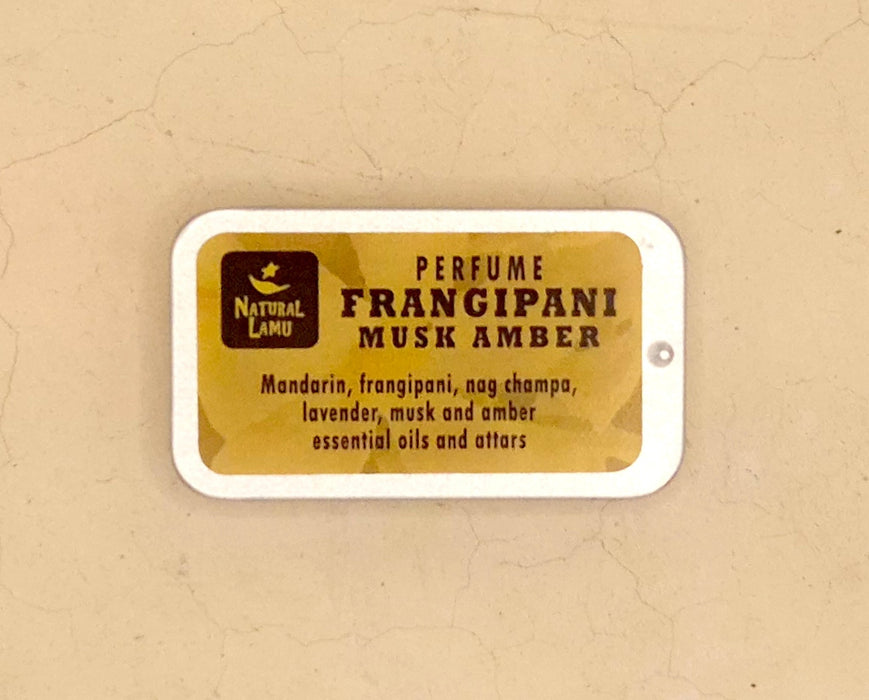 NATURAL
LAMU
PERFUME
FRANGIPANI
MUSK AMBER
Mandarin, frangipani, nag champa,
lavender, musk and amber
essential oils and attars